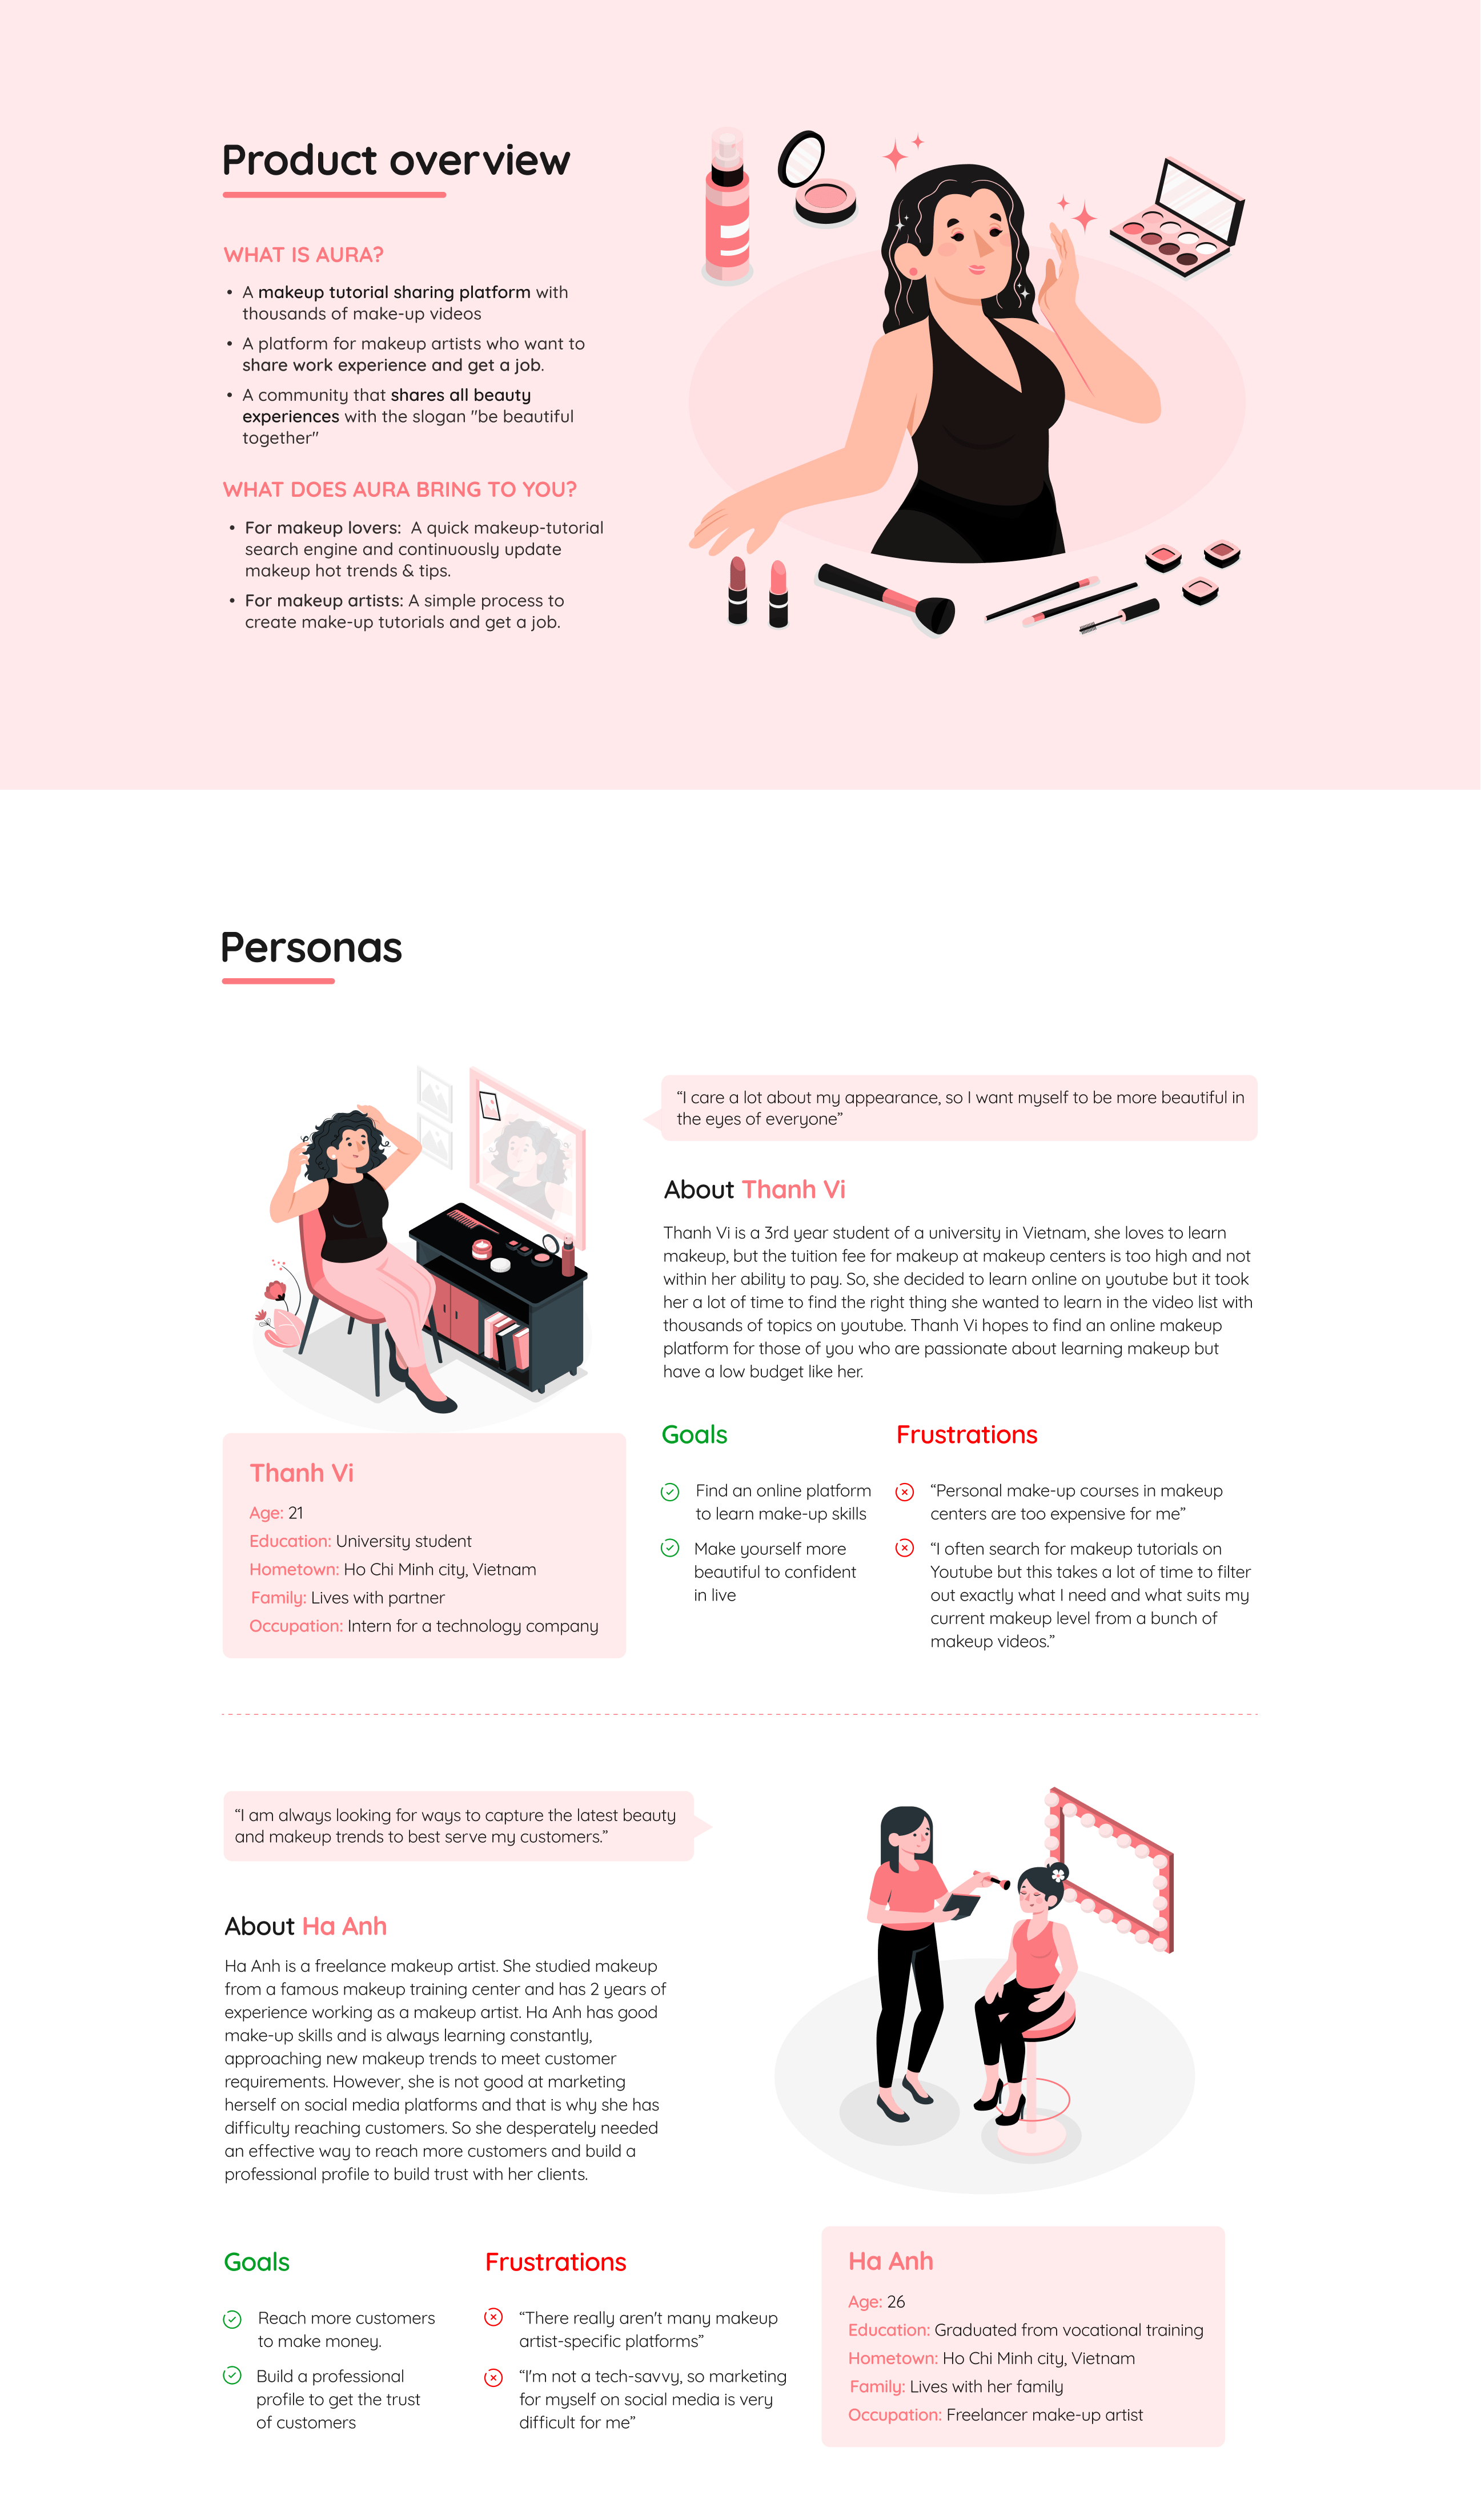 Product overview
WHAT IS AURA?
• A makeup tutorial sharing platform with
thousands of make-up videos
• A platform for makeup artists who want to
share work experience and get a job.
• A community that shares all beauty
experiences with the slogan "be beautiful
together"
WHAT DOES AURA BRING TO YOU?
• For makeup lovers: A quick makeup-tutorial
search engine and continuously update
makeup hot trends & tips.
• For makeup artists: A simple process to
create make-up tutorials and get a job.
Personas
“I care a lot about my appearance, so I want myself to be more beautiful in
the eyes of everyone”
About Thanh Vi
Thanh Vi is a 3rd year student of a university in Vietnam, she loves to learn
makeup, but the tuition fee for makeup at makeup centers is too high and not
within her ability to pay. So, she decided to learn online on youtube but it took
her a lot of time to find the right thing she wanted to learn in the video list with
thousands of topics on youtube. Thanh Vi hopes to find an online makeup
platform for those of you who are passionate about learning makeup but
have a low budget like her.
Thanh Vi
Age: 21
Education: University student
Hometown: Ho Chi Minh city, Vietnam
Family: Lives with partner
Occupation: Intern for a technology company
Goals
Find an online platform
to learn make-up skills
Make yourself more
beautiful to confident
in live
Frustrations
“Personal make-up courses in makeup
centers are too expensive for me”
“I often search for makeup tutorials on
Youtube but this takes a lot of time to filter
out exactly what I need and what suits my
current makeup level from a bunch of
makeup videos.”
“I am always looking for ways to capture the latest beauty
and makeup trends to best serve my customers.”
About Ha Anh
Ha Anh is a freelance makeup artist. She studied makeup
from a famous makeup training center and has 2 years of
experience working as a makeup artist. Ha Anh has good
make-up skills and is always learning constantly,
approaching new makeup trends to meet customer
requirements. However, she is not good at marketing
herself on social media platforms and that is why she has
difficulty reaching customers. So she desperately needed
an effective way to reach more customers and build a
professional profile to build trust with her clients.
Goals
Reach more customers
to make money.
Build a professional
profile to get the trust
of customers
Frustrations
“There really aren't many makeup
artist-specific platforms”
“I'm not a tech-savvy, so marketing
for myself on social media is very
difficult for me”
Ha Anh
Age: 26
Education: Graduated from vocational training
Hometown: Ho Chi Minh city, Vietnam
Family: Lives with her family
Occupation: Freelancer make-up artist